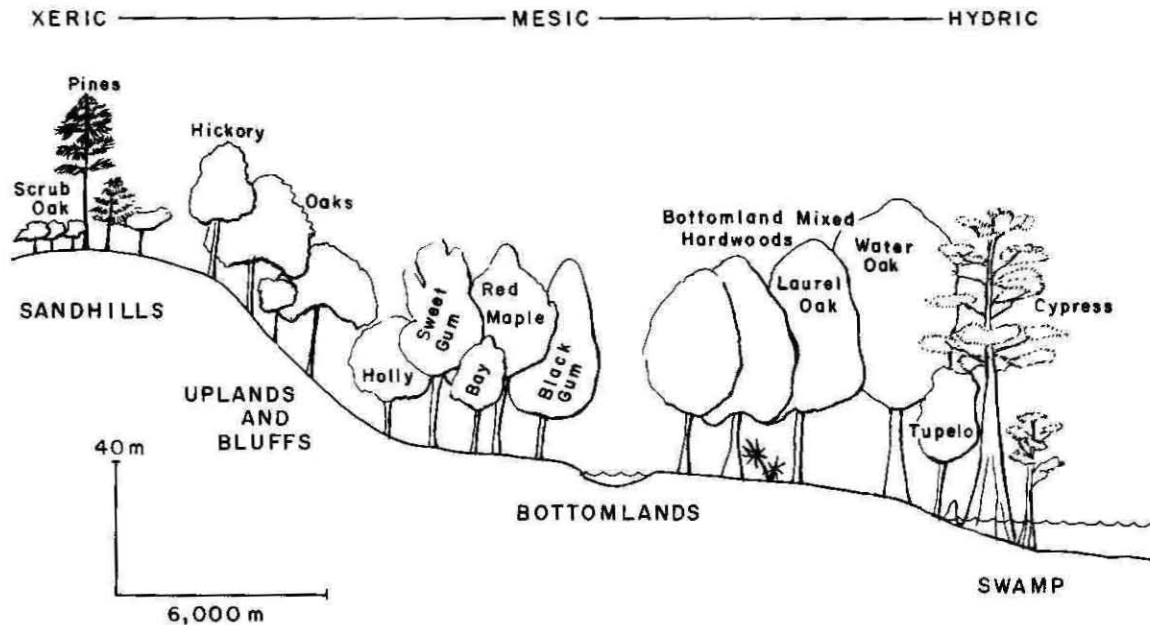 XERIC
MESIC
HYDRIC
Pines
Hickory
Scrub
Oak
Oaks
Bottomland Mixed
Hardwoods
Water
Oak
Red
Maple
Sweet
Gum
Laurel
Oak
Cypress
SANDHILLS
Holly
Bay
Black
Gum
UPLANDS
AND
BLUFFS
Tupelo
40 m
BOTTOMLANDS
SWAMP
6,000 m